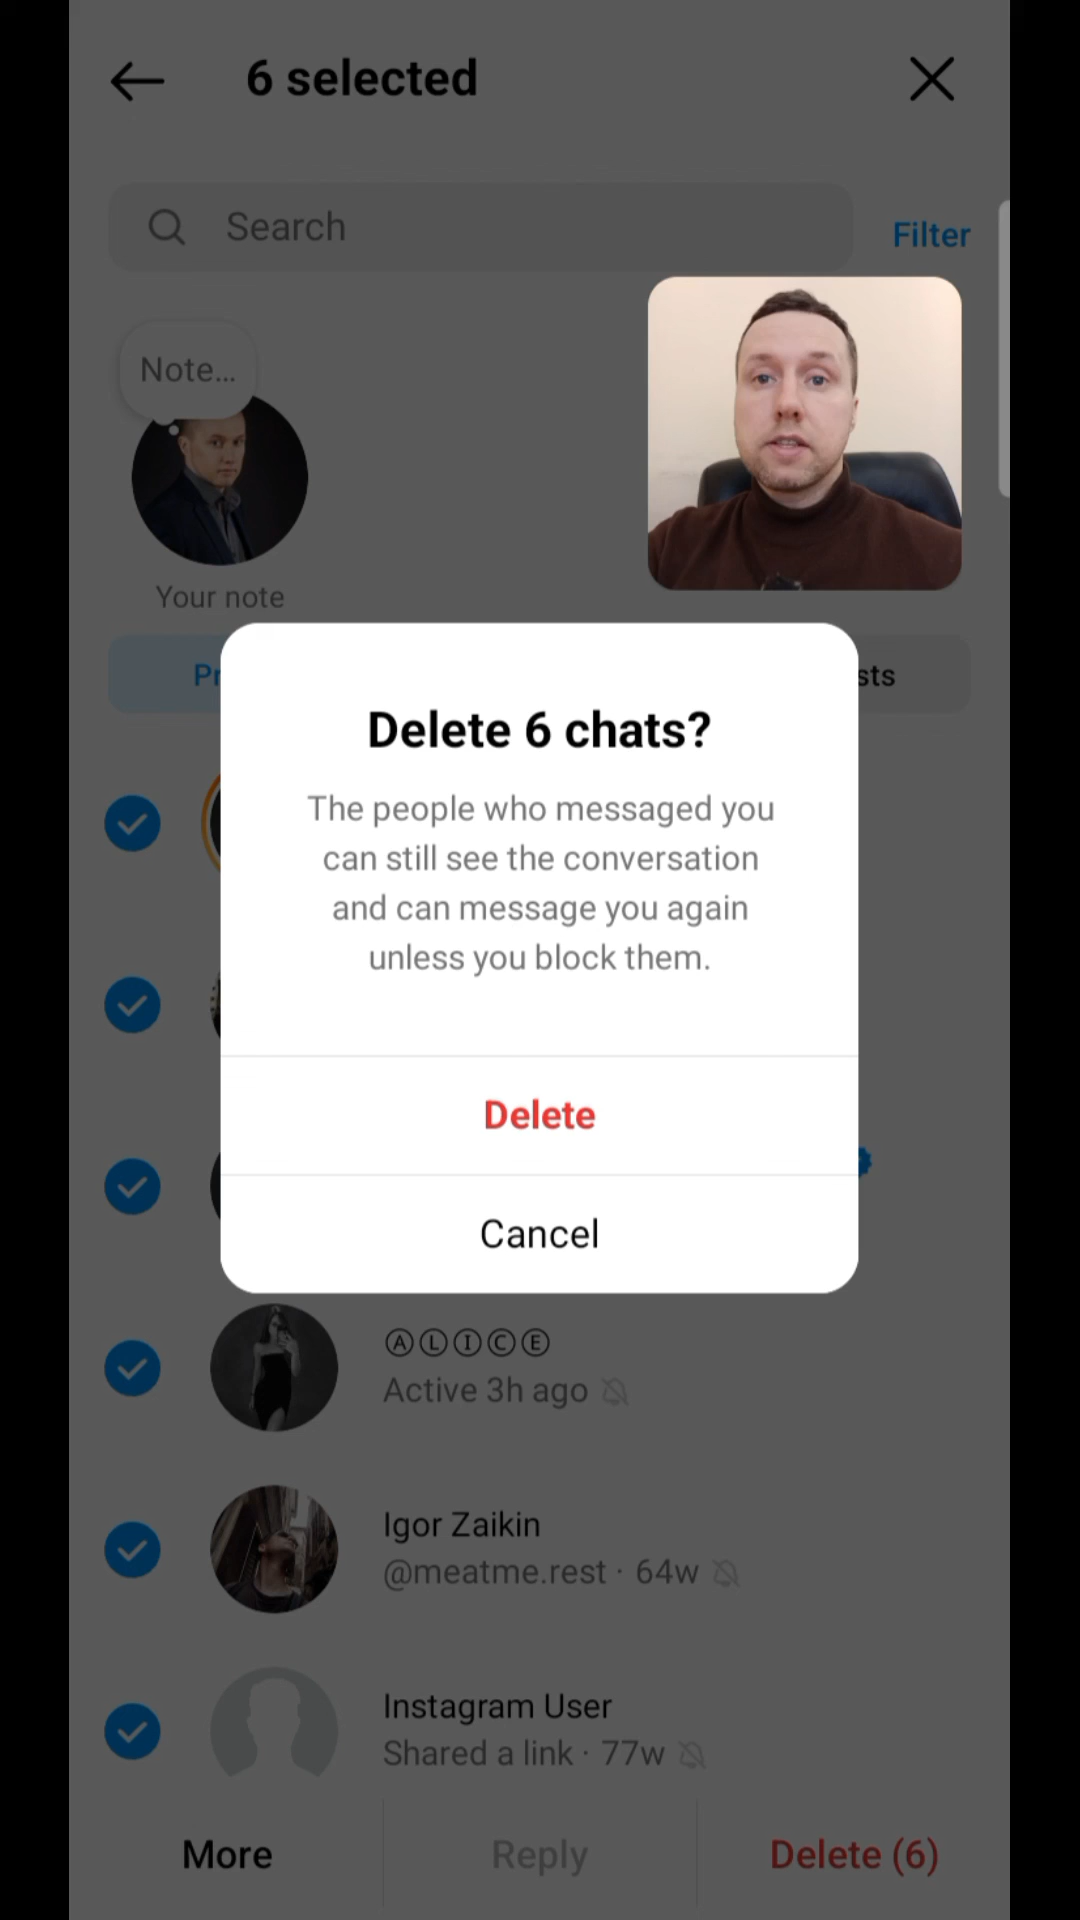 6 selected
Search
Filter
Note...
Your note
Delete 6 chats?
The people who messaged you
can still see the conversation
and can message you again
unless you block them.
Delete
Cancel
ⒶⓁⒾⒸⒺ
Active 3h ago
Igor Zaikin
@meatme.rest · 64w
Instagram User
Shared a link · 77w
More
Reply
Delete (6)